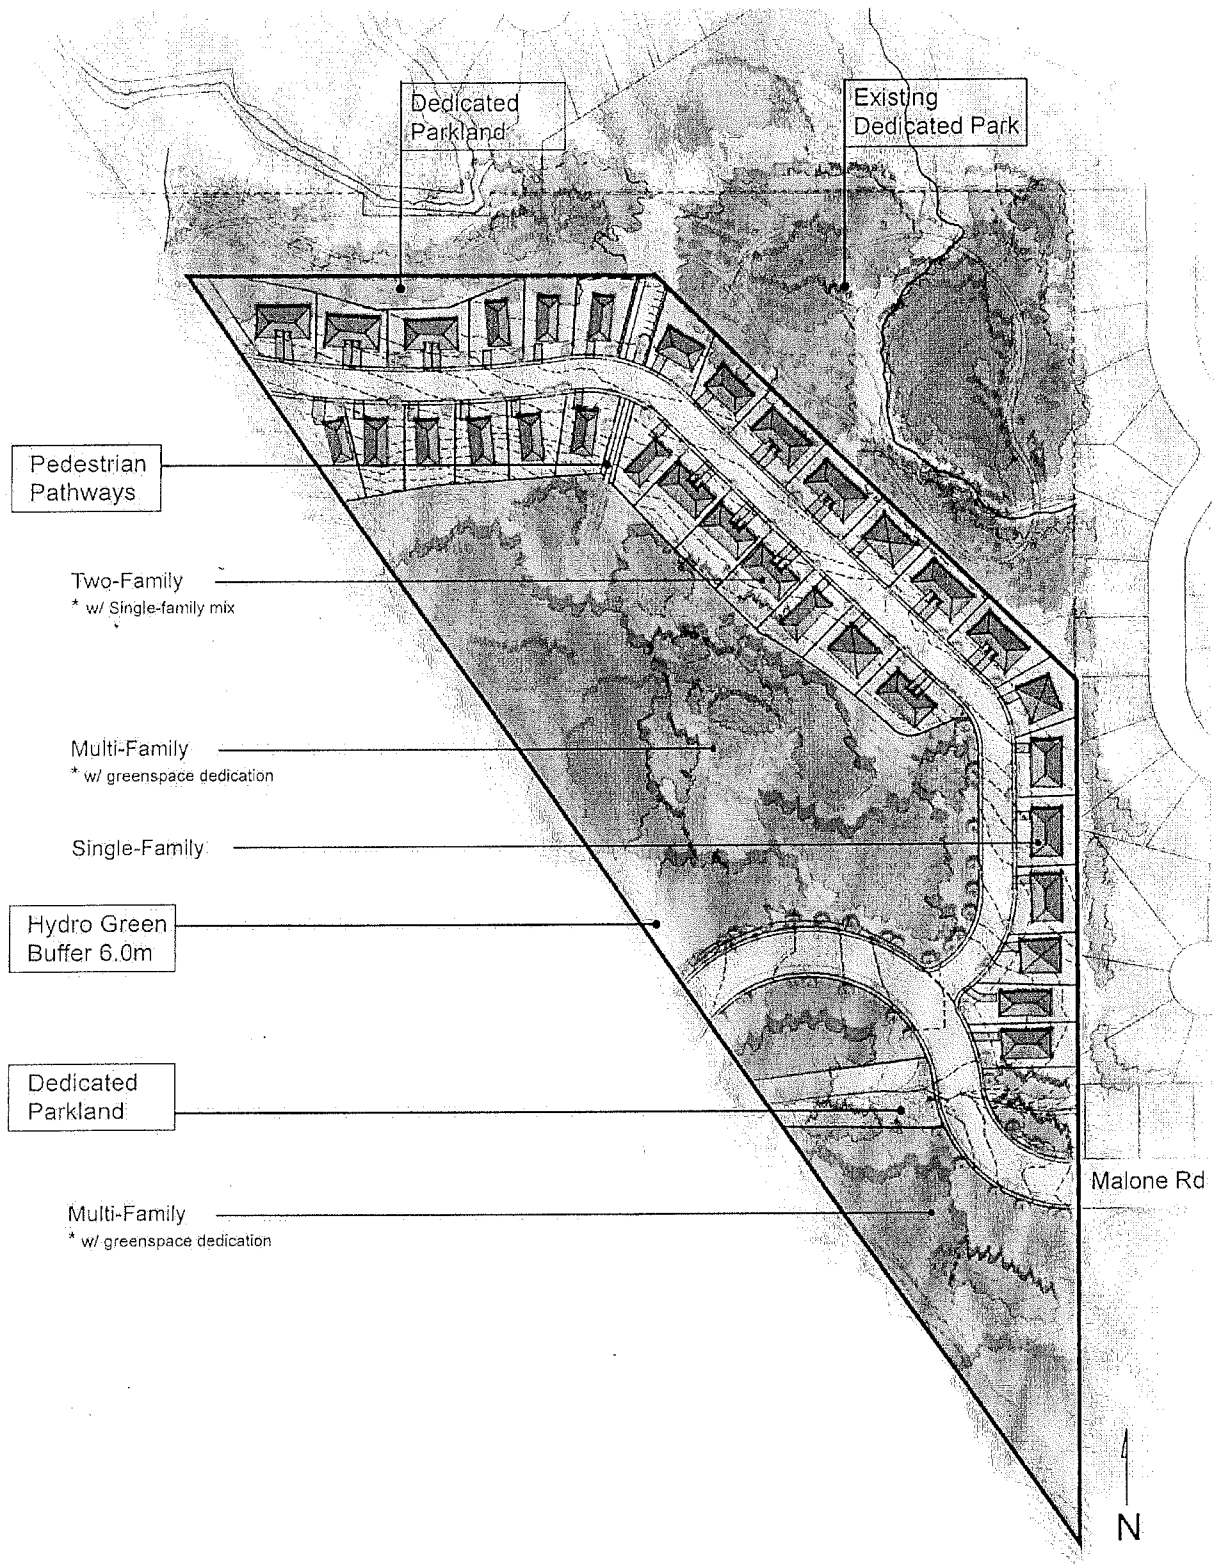 Dedicated
Parkland
Existing
Dedicated Park
Pedestrian
Pathways
Two-Family
* w/ Single-family mix
Multi-Family
* w/ greenspace dedication
Single-Family
Hydro Green
Buffer 6.0m
Dedicated
Parkland
Malone Rd
Multi-Family
* w/ greenspace dedication
N